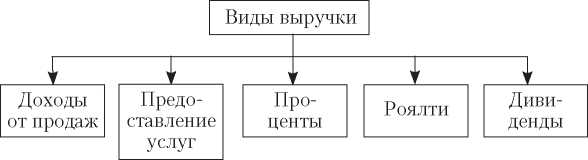 Виды выручки
Доходы
от продаж
Предо-
ставление
услуг
Про-
центы
Роялти
Диви-
денды